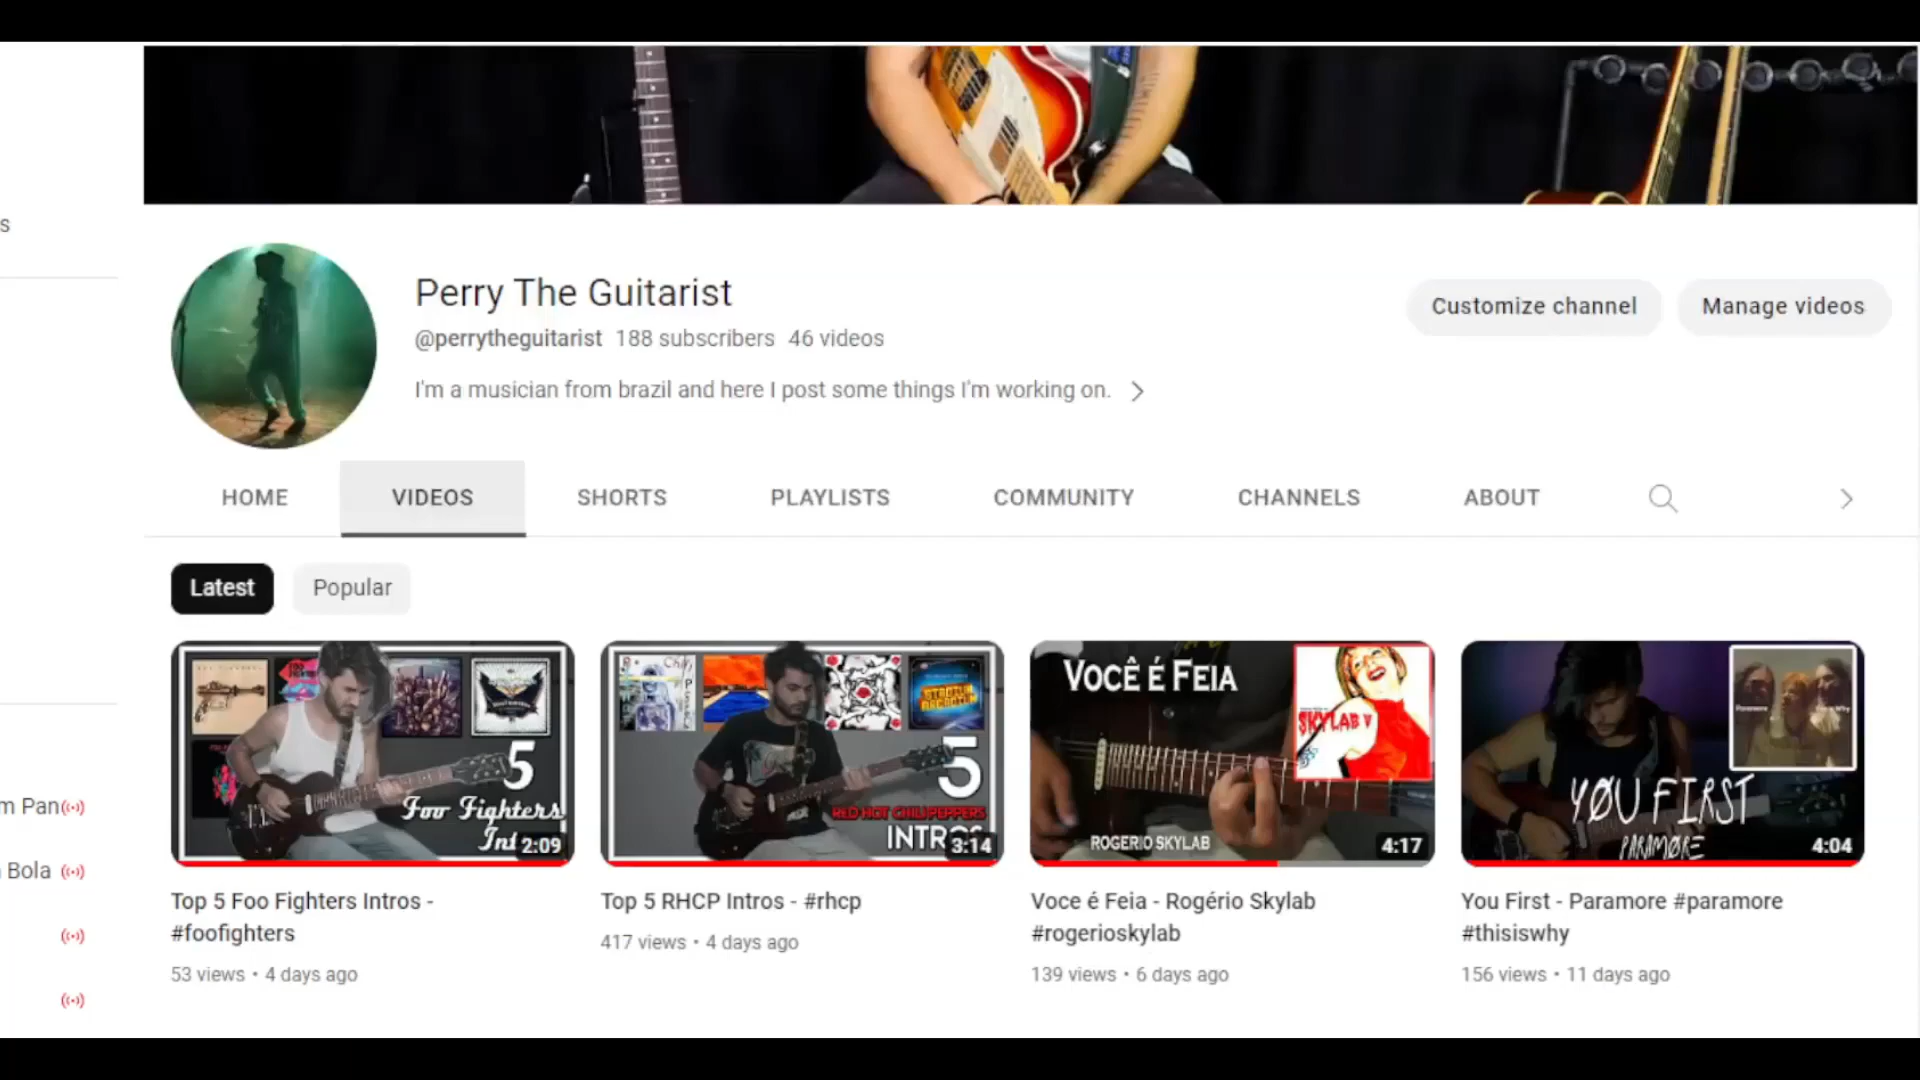 s
Perry The Guitarist
@perrytheguitarist 188 subscribers 46 videos
I'm a musician from brazil and here I post some things I'm working on.
Customize channel
Manage videos
HOME
VIDEOS
SHORTS
PLAYLISTS
COMMUNITY
CHANNELS
ABOUT
Latest
Popular
5
Foo Fighters
Int
2:09
5
RED HOT CHILI PEPPERS
INTROS
3:14
VOCÊ É FEIA
SKYLAB V
ROGERIO SKYLAB
4:17
YØU FIRST
PARAMØRE
4:04
m Pan
Bola
Top 5 Foo Fighters Intros -
#foofighters
53 views • 4 days ago
Top 5 RHCP Intros - #rhcp
417 views • 4 days ago
Voce é Feia - Rogério Skylab
#rogerioskylab
139 views • 6 days ago
You First - Paramore #paramore
#thisiswhy
156 views • 11 days ago